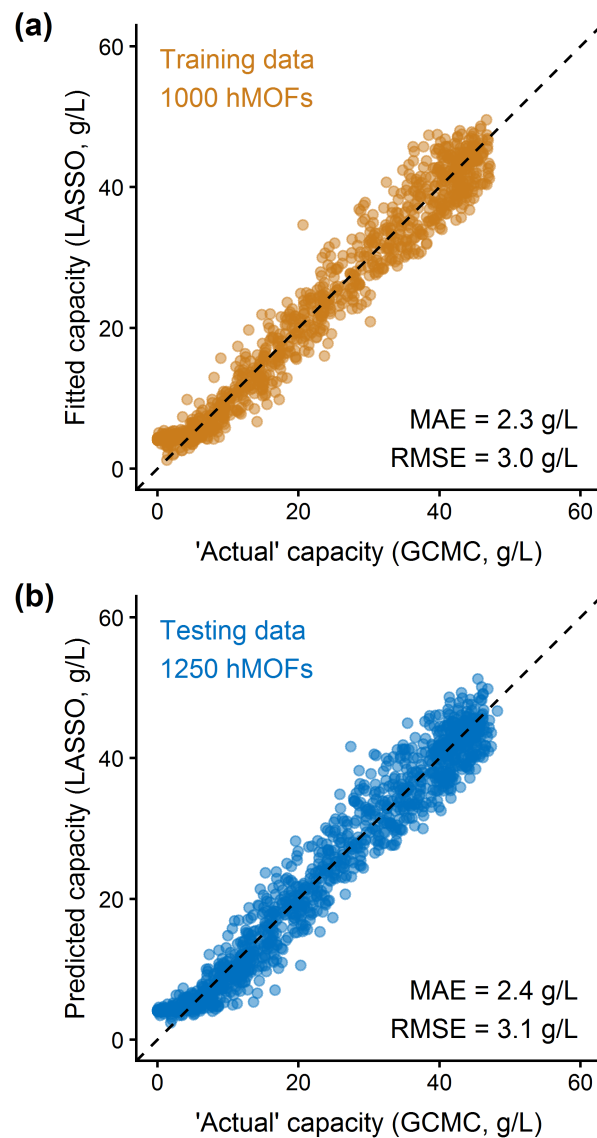 (a)
Training data
1000 hMOFs
60
40
20
0
Fitted capacity (LASSO, g/L)
MAE = 2.3 g/L
RMSE = 3.0 g/L
0 20 40 60
'Actual' capacity (GCMC, g/L)
(b)
Testing data
1250 hMOFs
60
40
20
0
Predicted capacity (LASSO, g/L)
MAE = 2.4 g/L
RMSE = 3.1 g/L
0 20 40 60
'Actual' capacity (GCMC, g/L)